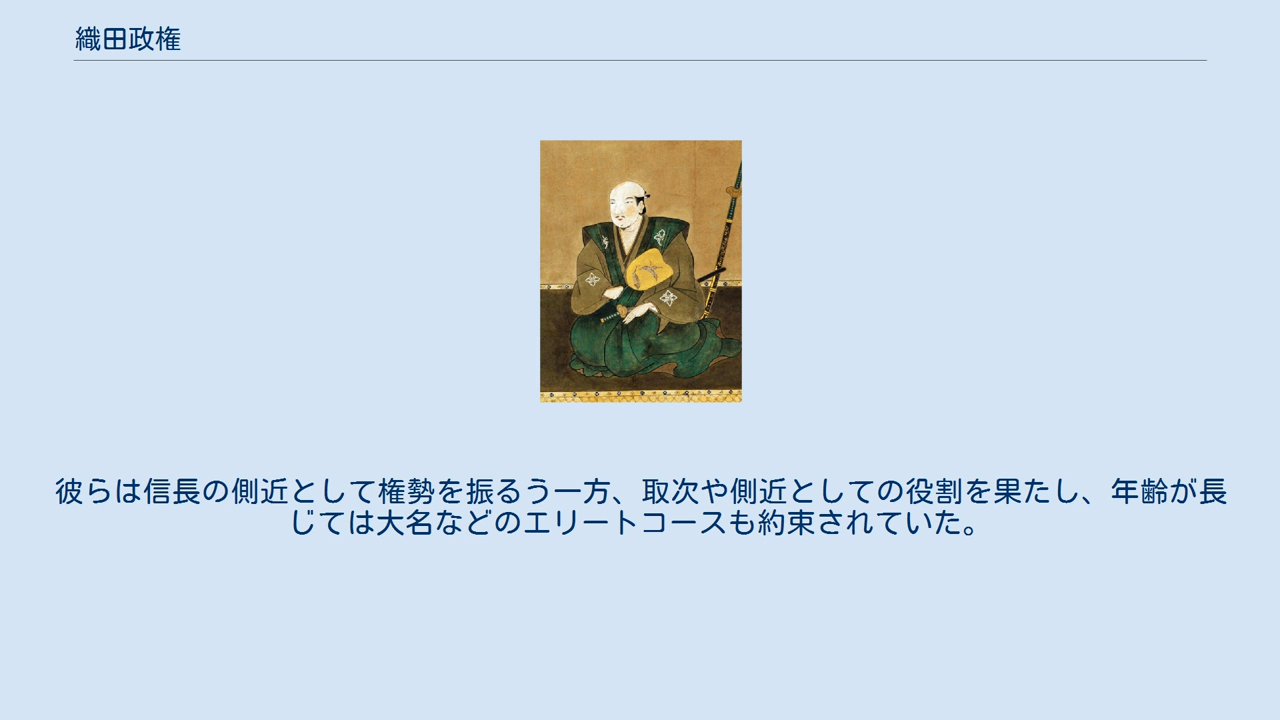 織田政権
彼らは信長の側近として権勢を振るう一方、取次や側近としての役割を果たし、年齢が長
じては大名などのエリートコースも約束されていた。